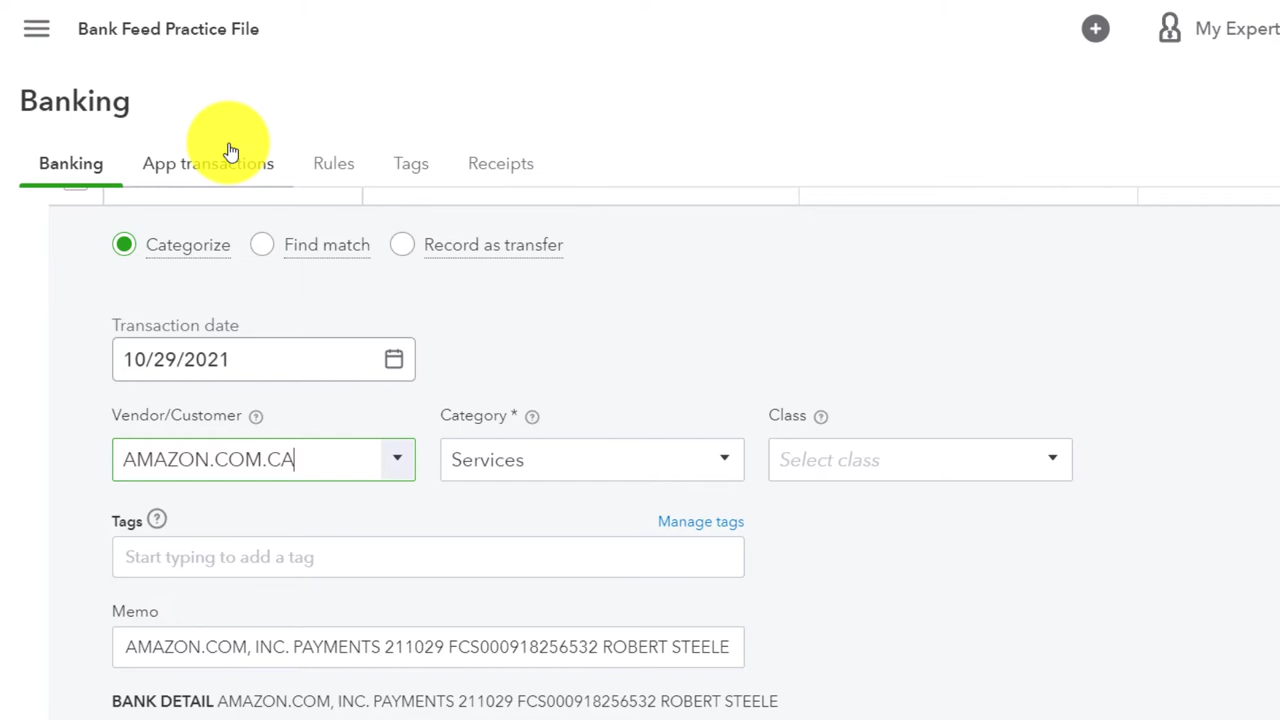 Bank Feed Practice File
My Expert
Banking
Banking App transactions Rules Tags Receipts
Categorize Find match Record as transfer
Transaction date
10/29/2021
Vendor/Customer Category * Class
AMAZON.COM.CA Services Select class
Tags Manage tags
Start typing to add a tag
Memo
AMAZON.COM, INC. PAYMENTS 211029 FCS000918256532 ROBERT STEELE
BANK DETAIL AMAZON.COM, INC. PAYMENTS 211029 FCS000918256532 ROBERT STEELE